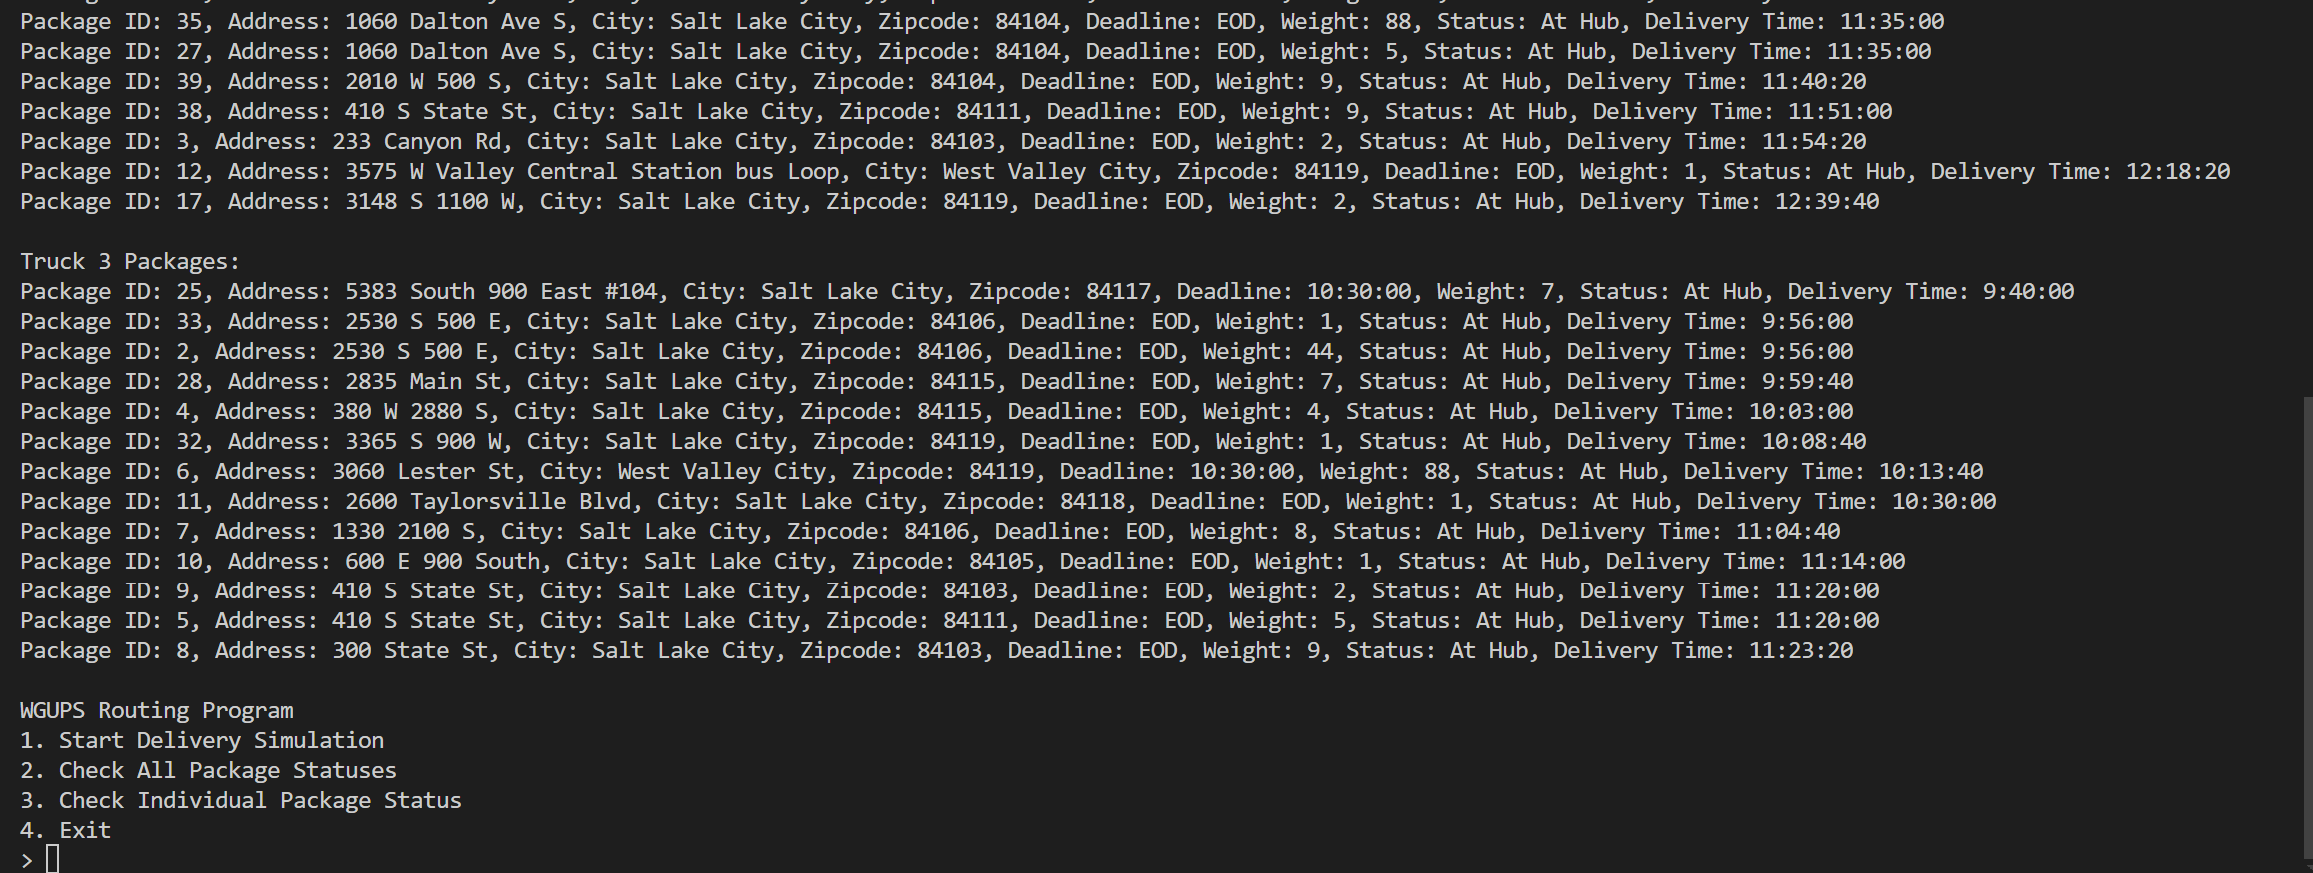 Package ID: 35, Address: 1060 Dalton Ave S, City: Salt Lake City, Zipcode: 84104, Deadline: EOD, Weight: 88, Status: At Hub, Delivery Time: 11:35:00
Package ID: 27, Address: 1060 Dalton Ave S, City: Salt Lake City, Zipcode: 84104, Deadline: EOD, Weight: 5, Status: At Hub, Delivery Time: 11:35:00
Package ID: 39, Address: 2010 W 500 S, City: Salt Lake City, Zipcode: 84104, Deadline: EOD, Weight: 9, Status: At Hub, Delivery Time: 11:40:20
Package ID: 38, Address: 410 S State St, City: Salt Lake City, Zipcode: 84111, Deadline: EOD, Weight: 9, Status: At Hub, Delivery Time: 11:51:00
Package ID: 3, Address: 233 Canyon Rd, City: Salt Lake City, Zipcode: 84103, Deadline: EOD, Weight: 2, Status: At Hub, Delivery Time: 11:54:20
Package ID: 12, Address: 3575 W Valley Central Station bus Loop, City: West Valley City, Zipcode: 84119, Deadline: EOD, Weight: 1, Status: At Hub, Delivery Time: 12:18:20
Package ID: 17, Address: 3148 S 1100 W, City: Salt Lake City, Zipcode: 84119, Deadline: EOD, Weight: 2, Status: At Hub, Delivery Time: 12:39:40
Truck 3 Packages:
Package ID: 25, Address: 5383 South 900 East #104, City: Salt Lake City, Zipcode: 84117, Deadline: 10:30:00, Weight: 7, Status: At Hub, Delivery Time: 9:40:00
Package ID: 33, Address: 2530 S 500 E, City: Salt Lake City, Zipcode: 84106, Deadline: EOD, Weight: 1, Status: At Hub, Delivery Time: 9:56:00
Package ID: 2, Address: 2530 S 500 E, City: Salt Lake City, Zipcode: 84106, Deadline: EOD, Weight: 44, Status: At Hub, Delivery Time: 9:56:00
Package ID: 28, Address: 2835 Main St, City: Salt Lake City, Zipcode: 84115, Deadline: EOD, Weight: 7, Status: At Hub, Delivery Time: 9:59:40
Package ID: 4, Address: 380 W 2880 S, City: Salt Lake City, Zipcode: 84115, Deadline: EOD, Weight: 4, Status: At Hub, Delivery Time: 10:03:00
Package ID: 32, Address: 3365 S 900 W, City: Salt Lake City, Zipcode: 84119, Deadline: EOD, Weight: 1, Status: At Hub, Delivery Time: 10:08:40
Package ID: 6, Address: 3060 Lester St, City: West Valley City, Zipcode: 84119, Deadline: 10:30:00, Weight: 88, Status: At Hub, Delivery Time: 10:13:40
Package ID: 11, Address: 2600 Taylorsville Blvd, City: Salt Lake City, Zipcode: 84118, Deadline: EOD, Weight: 1, Status: At Hub, Delivery Time: 10:30:00
Package ID: 7, Address: 1330 2100 S, City: Salt Lake City, Zipcode: 84106, Deadline: EOD, Weight: 8, Status: At Hub, Delivery Time: 11:04:40
Package ID: 10, Address: 600 E 900 South, City: Salt Lake City, Zipcode: 84105, Deadline: EOD, Weight: 1, Status: At Hub, Delivery Time: 11:14:00
Package ID: 9, Address: 410 S State St, City: Salt Lake City, Zipcode: 84103, Deadline: EOD, Weight: 2, Status: At Hub, Delivery Time: 11:20:00
Package ID: 5, Address: 410 S State St, City: Salt Lake City, Zipcode: 84111, Deadline: EOD, Weight: 5, Status: At Hub, Delivery Time: 11:20:00
Package ID: 8, Address: 300 State St, City: Salt Lake City, Zipcode: 84103, Deadline: EOD, Weight: 9, Status: At Hub, Delivery Time: 11:23:20
WGUPS Routing Program
1. Start Delivery Simulation
2. Check All Package Statuses
3. Check Individual Package Status
4. Exit
>